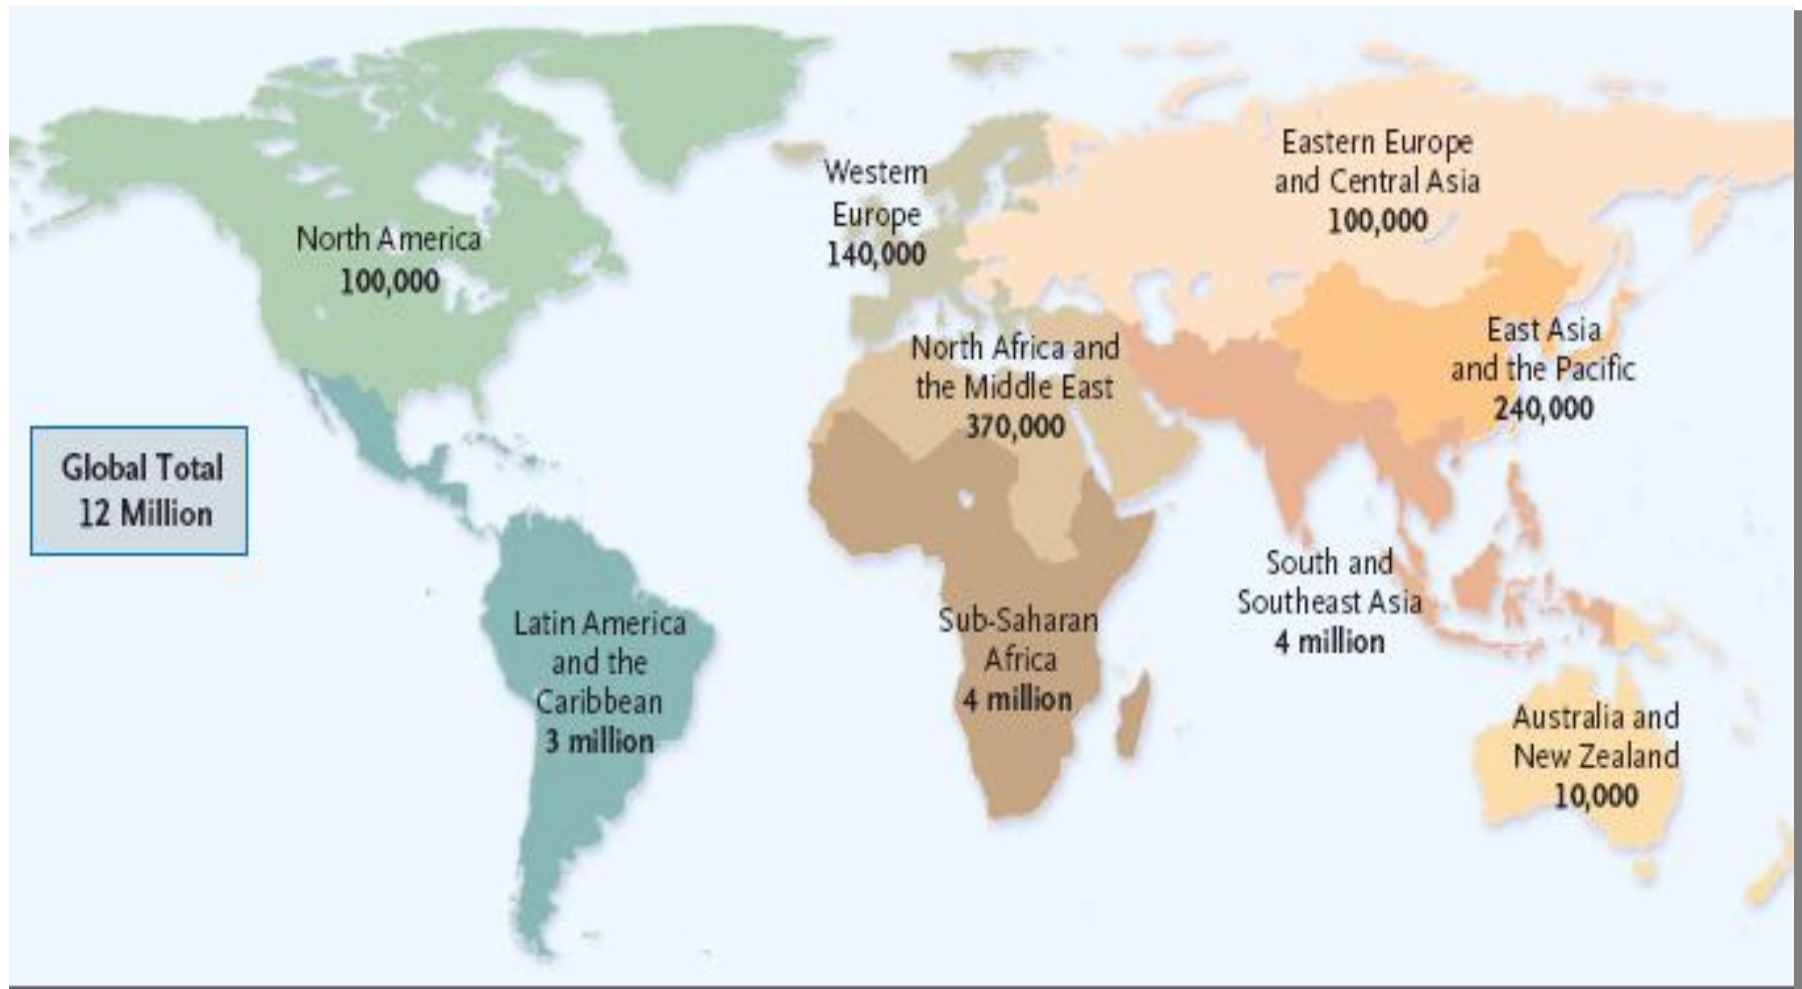 North America
100,000
Western
Europe
140,000
Eastern Europe
and Central Asia
100,000
North Africa and
the Middle East
370,000
East Asia
and the Pacific
240,000
Global Total
12 Million
Latin America
and the
Caribbean
3 million
Sub-Saharan
Africa
4 million
South and
Southeast Asia
4 million
Australia and
New Zealand
10,000